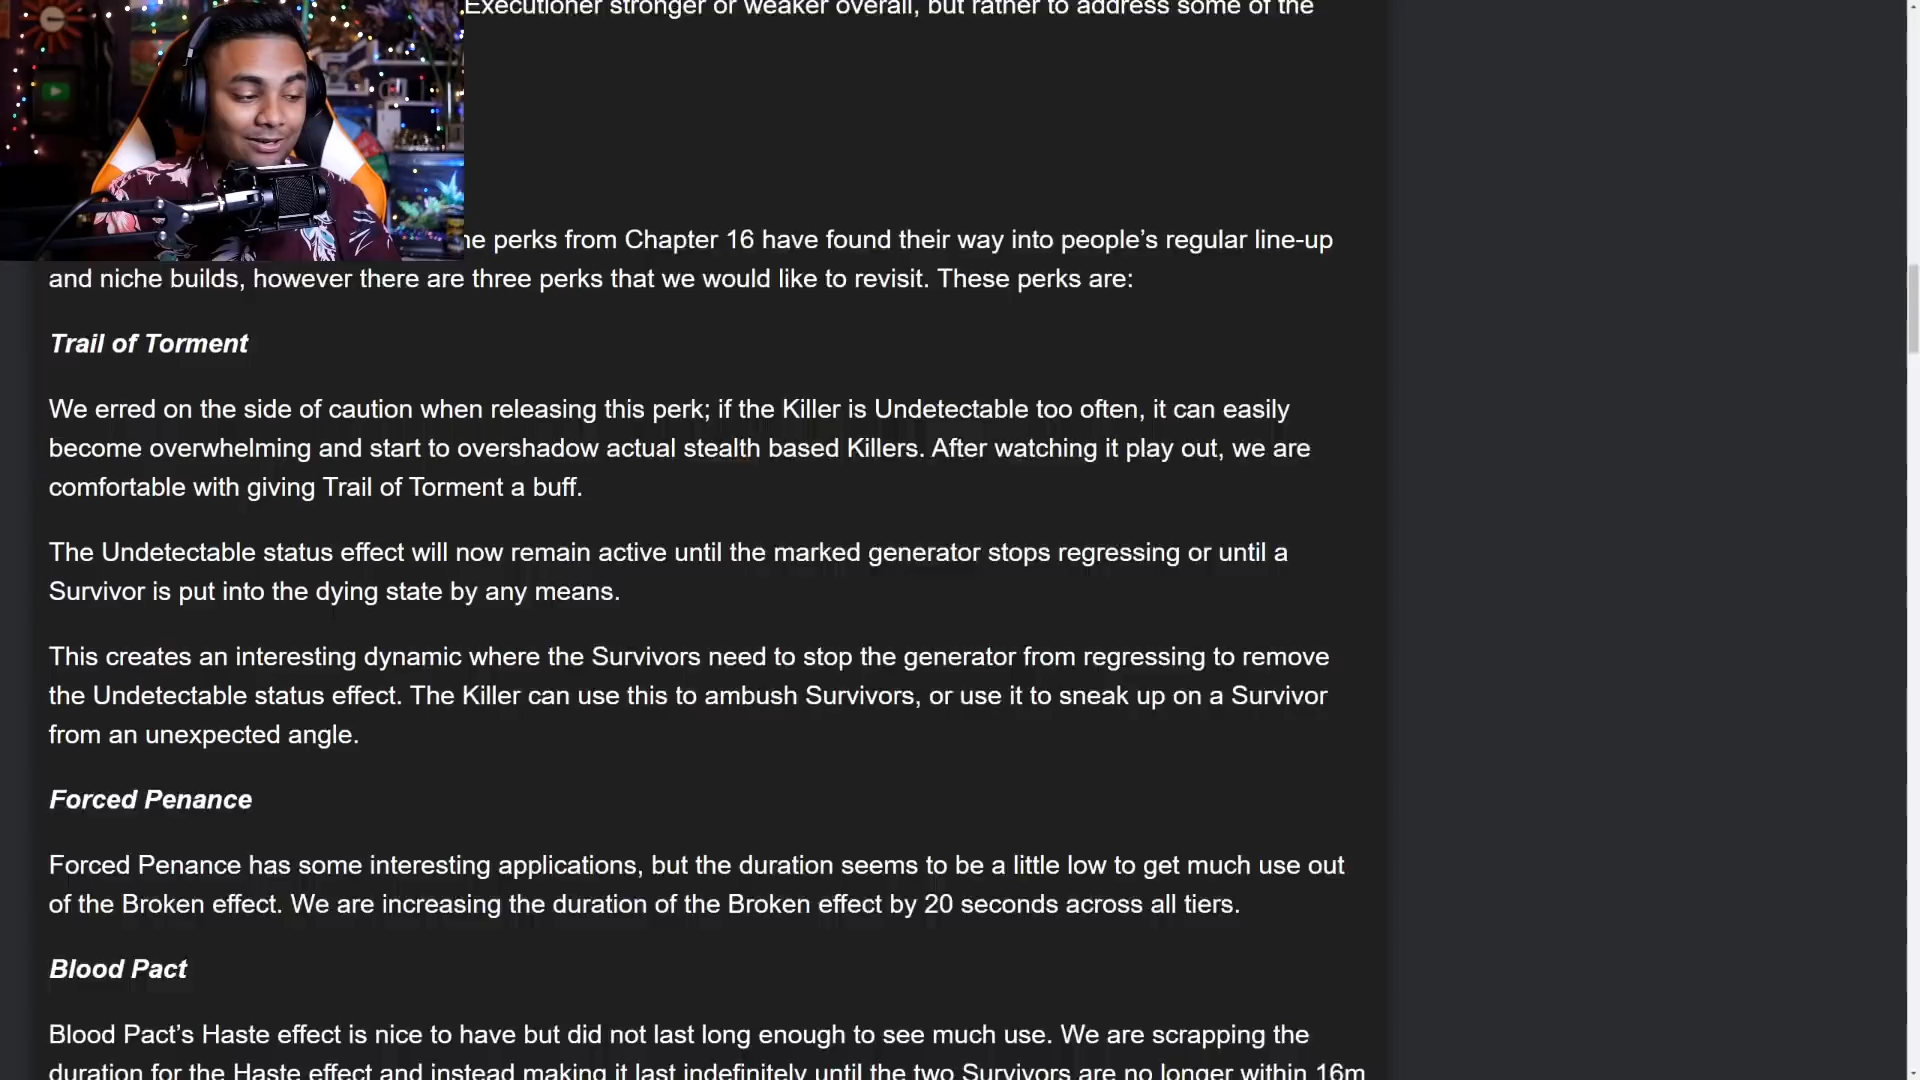 Executioner stronger or weaker overall, but rather to address some of the
perks from Chapter 16 have found their way into people’s regular line-up
and niche builds, however there are three perks that we would like to revisit. These perks are:
Trail of Torment
We erred on the side of caution when releasing this perk; if the Killer is Undetectable too often, it can easily
become overwhelming and start to overshadow actual stealth based Killers. After watching it play out, we are
comfortable with giving Trail of Torment a buff.
The Undetectable status effect will now remain active until the marked generator stops regressing or until a
Survivor is put into the dying state by any means.
This creates an interesting dynamic where the Survivors need to stop the generator from regressing to remove
the Undetectable status effect. The Killer can use this to ambush Survivors, or use it to sneak up on a Survivor
from an unexpected angle.
Forced Penance
Forced Penance has some interesting applications, but the duration seems to be a little low to get much use out
of the Broken effect. We are increasing the duration of the Broken effect by 20 seconds across all tiers.
Blood Pact
Blood Pact’s Haste effect is nice to have but did not last long enough to see much use. We are scrapping the
duration for the Haste effect and instead making it last indefinitely until the two Survivors are no longer within 16m